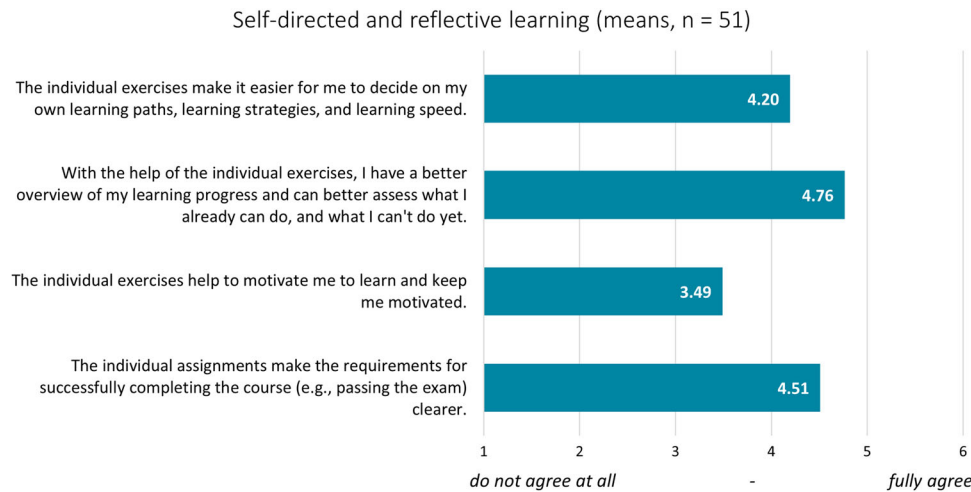 Self-directed and reflective learning (means, n = 51)
The individual exercises make it easier for me to decide on my
own learning paths, learning strategies, and learning speed.
4.20
With the help of the individual exercises, I have a better
overview of my learning progress and can better assess what I
already can do, and what I can't do yet.
4.76
The individual exercises help to motivate me to learn and keep
me motivated.
3.49
The individual assignments make the requirements for
successfully completing the course (e.g., passing the exam)
clearer.
4.51
1 2 3 4 5 6
do not agree at all - fully agree